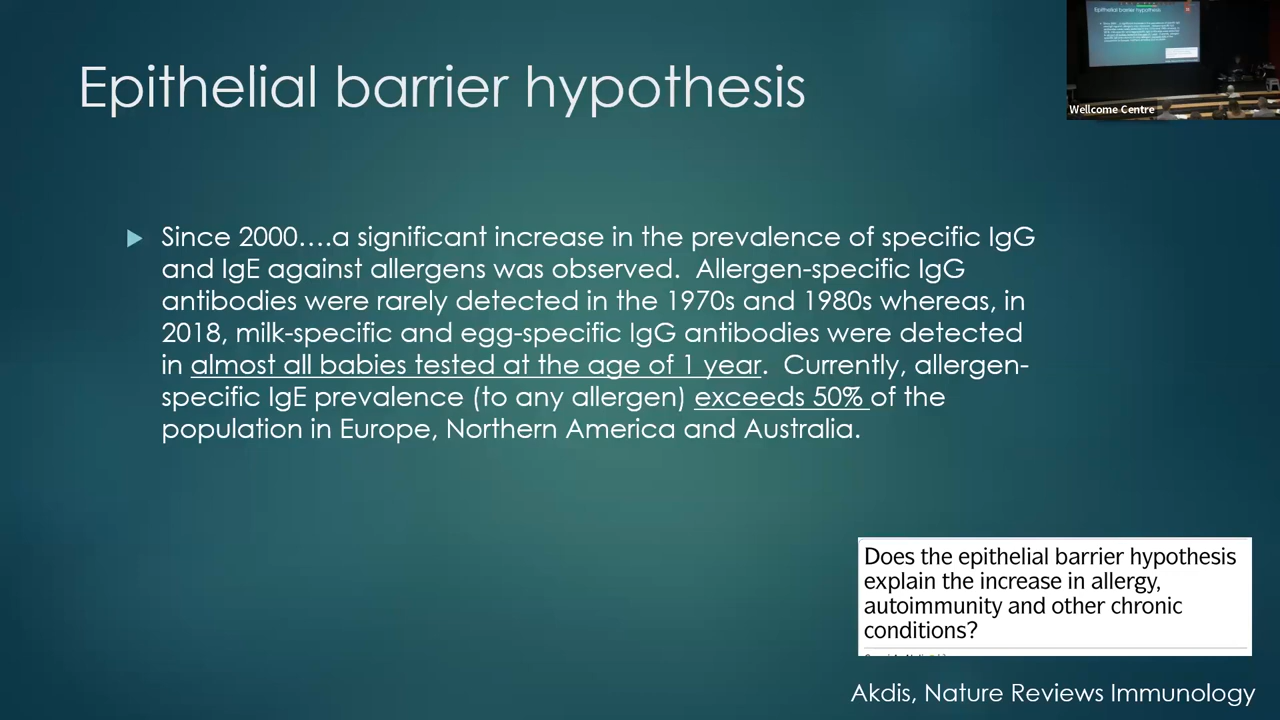 Epithelial barrier hypothesis
Wellcome Centre
Since 2000....a significant increase in the prevalence of specific IgG
and IgE against allergens was observed.  Allergen-specific IgG
antibodies were rarely detected in the 1970s and 1980s whereas, in
2018, milk-specific and egg-specific IgG antibodies were detected
in almost all babies tested at the age of 1 year.  Currently, allergen-
specific IgE prevalence (to any allergen) exceeds 50% of the
population in Europe, Northern America and Australia.
Does the epithelial barrier hypothesis
explain the increase in allergy,
autoimmunity and other chronic
conditions?
Akdis, Nature Reviews Immunology